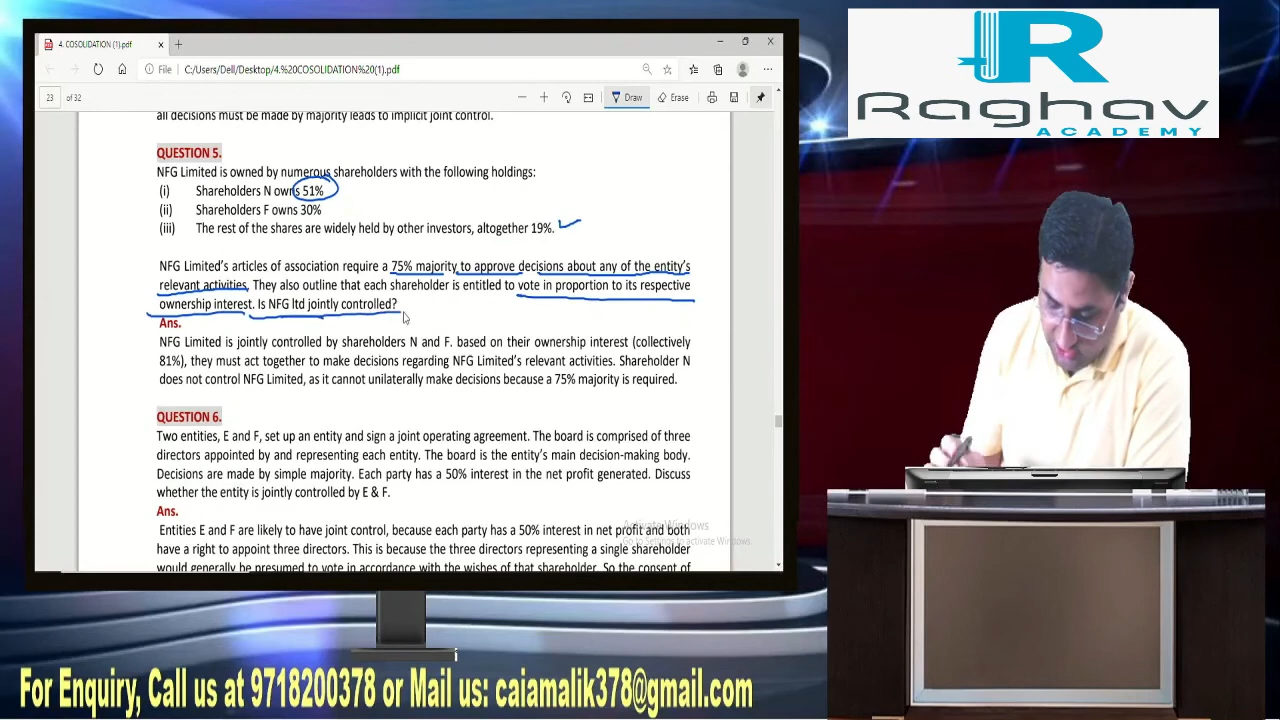 4. COSOLIDATION (1).pdf
File
C:/Users/Dell/Desktop/4.%20COSOLIDATION%20(1).pdf
23 of 32
Draw
Erase
all decisions must be made by majority leads to implicit joint control.
QUESTION 5.
NFG Limited is owned by numerous shareholders with the following holdings:
(i) Shareholders N owns 51%
(ii) Shareholders F owns 30%
(iii) The rest of the shares are widely held by other investors, altogether 19%.
NFG Limited's articles of association require a 75% majority to approve decisions about any of the entity's
relevant activities. They also outline that each shareholder is entitled to vote in proportion to its respective
ownership interest. Is NFG ltd jointly controlled?
Ans.
NFG Limited is jointly controlled by shareholders N and F. based on their ownership interest (collectively
81%), they must act together to make decisions regarding NFG Limited's relevant activities. Shareholder N
does not control NFG Limited, as it cannot unilaterally make decisions because a 75% majority is required.
QUESTION 6.
Two entities, E and F, set up an entity and sign a joint operating agreement. The board is comprised of three
directors appointed by and representing each entity. The board is the entity's main decision-making body.
Decisions are made by simple majority. Each party has a 50% interest in the net profit generated. Discuss
whether the entity is jointly controlled by E & F.
Ans.
Entities E and F are likely to have joint control, because each party has a 50% interest in net profit and both
have a right to appoint three directors. This is because the three directors representing a single shareholder
would generally be presumed to vote in accordance with the wishes of that shareholder. So the consent of
Activate Windows
Go to Settings to activate Windows.
R
Raghav
ACADEMY
For Enquiry, Call us at 9718200378 or Mail us: caiamalik378@gmail.com